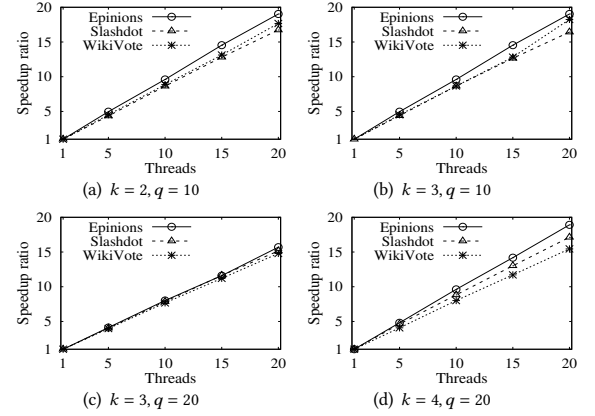 20
15
10
5
1
Speedup ratio
Epinions
Slashdot
WikiVote
1 5 10 15 20
Threads
(a) k = 2, q = 10
20
15
10
5
1
Speedup ratio
Epinions
Slashdot
WikiVote
1 5 10 15 20
Threads
(b) k = 3, q = 10
20
15
10
5
1
Speedup ratio
Epinions
Slashdot
WikiVote
1 5 10 15 20
Threads
(c) k = 3, q = 20
20
15
10
5
1
Speedup ratio
Epinions
Slashdot
WikiVote
1 5 10 15 20
Threads
(d) k = 4, q = 20